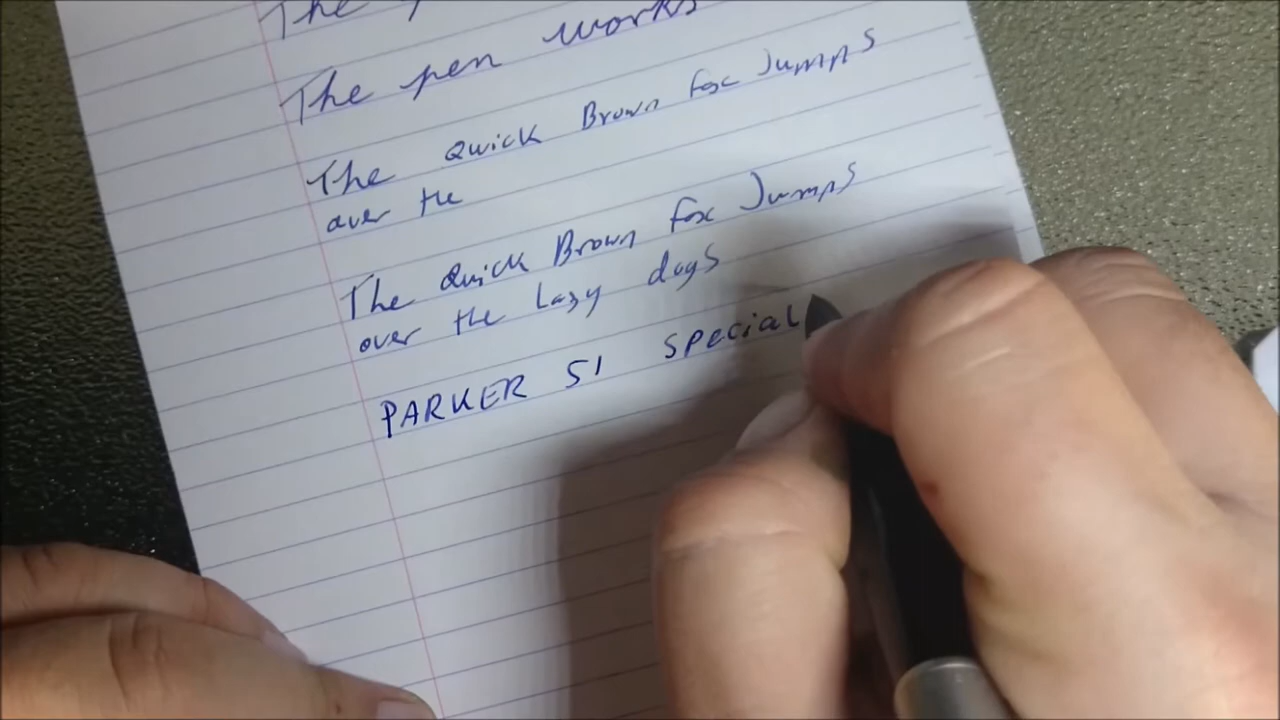 The
The pen works
The Quick Brown Fox Jumps
over the
The Quick Brown Fox Jumps
over the Lazy dogs
PARKER 51 special